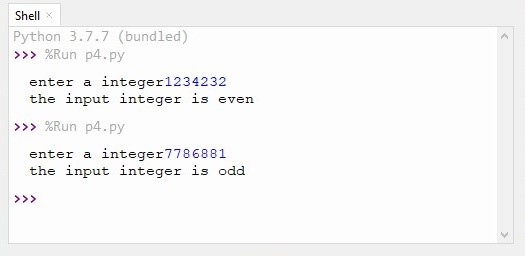 Shell ×
Python 3.7.7 (bundled)
>>> %Run p4.py
enter a integer1234232
the input integer is even
>>> %Run p4.py
enter a integer7786881
the input integer is odd
>>>